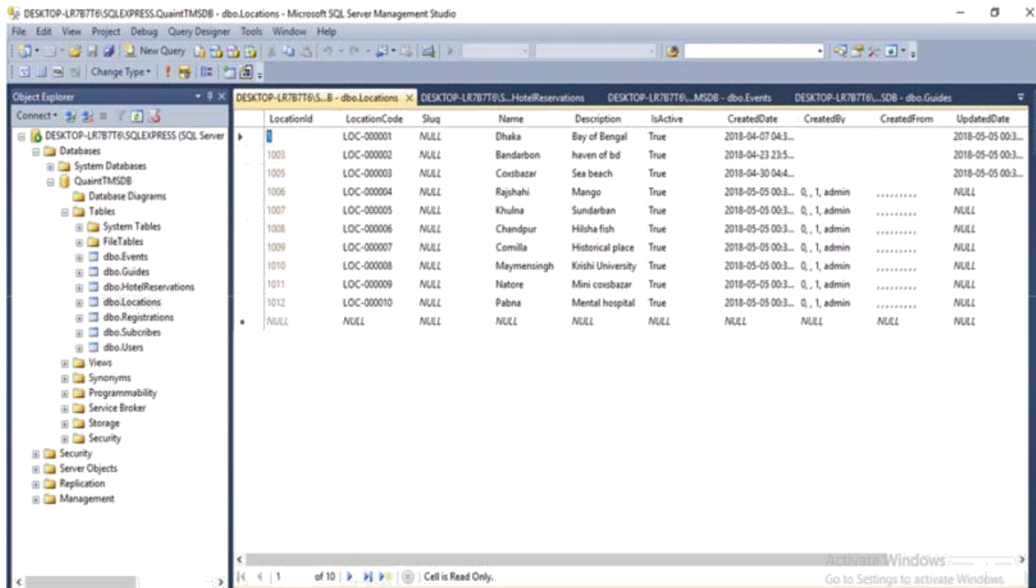 DESKTOP-LR7B7T6\SQLEXPRESS.QuaintTMSDB - dbo.Locations - Microsoft SQL Server Management Studio
File Edit View Project Debug Query Designer Tools Window Help
New Query
Change Type
Object Explorer
Connect
DESKTOP-LR7B7T6\SQLEXPRESS (SQL Server
Databases
System Databases
QuaintTMSDB
Database Diagrams
Tables
System Tables
FileTables
dbo.Events
dbo.Guides
dbo.HotelReservations
dbo.Locations
dbo.Registrations
dbo.Subcribes
dbo.Users
Views
Synonyms
Programmability
Service Broker
Storage
Security
Security
Server Objects
Replication
Management
DESKTOP-LR7B7T6\S...B - dbo.Locations DESKTOP-LR7B7T6\S...HotelReservations DESKTOP-LR7B7T6\...MSDB - dbo.Events DESKTOP-LR7B7T6\...SDB - dbo.Guides
LocationId LocationCode Slug Name Description IsActive CreatedDate CreatedBy CreatedFrom UpdatedDate
1 LOC-000001 NULL Dhaka Bay of Bengal True 2018-04-07 04:3... 2018-05-05 00:3...
1003 LOC-000002 NULL Bandarbon haven of bd True 2018-04-23 23:5... 2018-05-05 00:3...
1005 LOC-000003 NULL Coxsbazar Sea beach True 2018-04-30 04:4... 2018-05-05 00:3...
1006 LOC-000004 NULL Rajshahi Mango True 2018-05-05 00:3... 0, , 1, admin , , , , , , , , , NULL
1007 LOC-000005 NULL Khulna Sundarban True 2018-05-05 00:3... 0, , 1, admin , , , , , , , , , NULL
1008 LOC-000006 NULL Chandpur Hilsha fish True 2018-05-05 00:3... 0, , 1, admin , , , , , , , , , NULL
1009 LOC-000007 NULL Comilla Historical place True 2018-05-05 00:3... 0, , 1, admin , , , , , , , , , NULL
1010 LOC-000008 NULL Maymensingh Krishi University True 2018-05-05 00:3... 0, , 1, admin , , , , , , , , , NULL
1011 LOC-000009 NULL Natore Mini coxsbazar True 2018-05-05 00:3... 0, , 1, admin , , , , , , , , , NULL
1012 LOC-000010 NULL Pabna Mental hospital True 2018-05-05 00:3... 0, , 1, admin , , , , , , , , , NULL
NULL NULL NULL NULL NULL NULL NULL NULL NULL NULL
1 of 10 Cell is Read Only.
Activate Windows
Go to Settings to activate Windows.